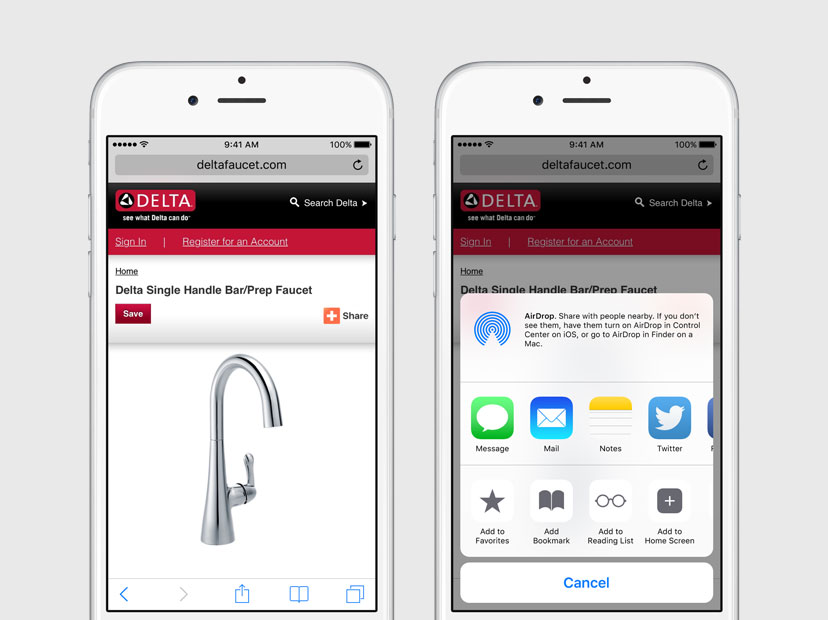 9:41 AM
100%
deltafaucet.com
DELTA
see what Delta can do™
Search Delta
Sign In | Register for an Account
Home
Delta Single Handle Bar/Prep Faucet
Save
Share
9:41 AM
100%
deltafaucet.com
DELTA
see what Delta can do™
Search Delta
Sign In | Register for an Account
Home
Delta Single Handle Bar/Prep Faucet
AirDrop. Share with people nearby. If you don't
see them, have them turn on AirDrop in Control
Center on iOS, or go to AirDrop in Finder on a
Mac.
Message
Mail
Notes
Twitter
Add to
Favorites
Add
Bookmark
Add to
Reading List
Add to
Home Screen
Cancel